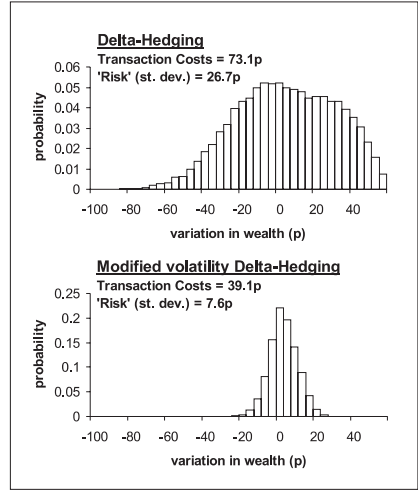 Delta-Hedging
Transaction Costs = 73.1p
'Risk' (st. dev.) = 26.7p
0.06
0.05
0.04
0.03
0.02
0.01
0
probability
-100 -80 -60 -40 -20 0 20 40
variation in wealth (p)
Modified volatility Delta-Hedging
Transaction Costs = 39.1p
'Risk' (st. dev.) = 7.6p
0.25
0.2
0.15
0.1
0.05
0
probability
-100 -80 -60 -40 -20 0 20 40
variation in wealth (p)